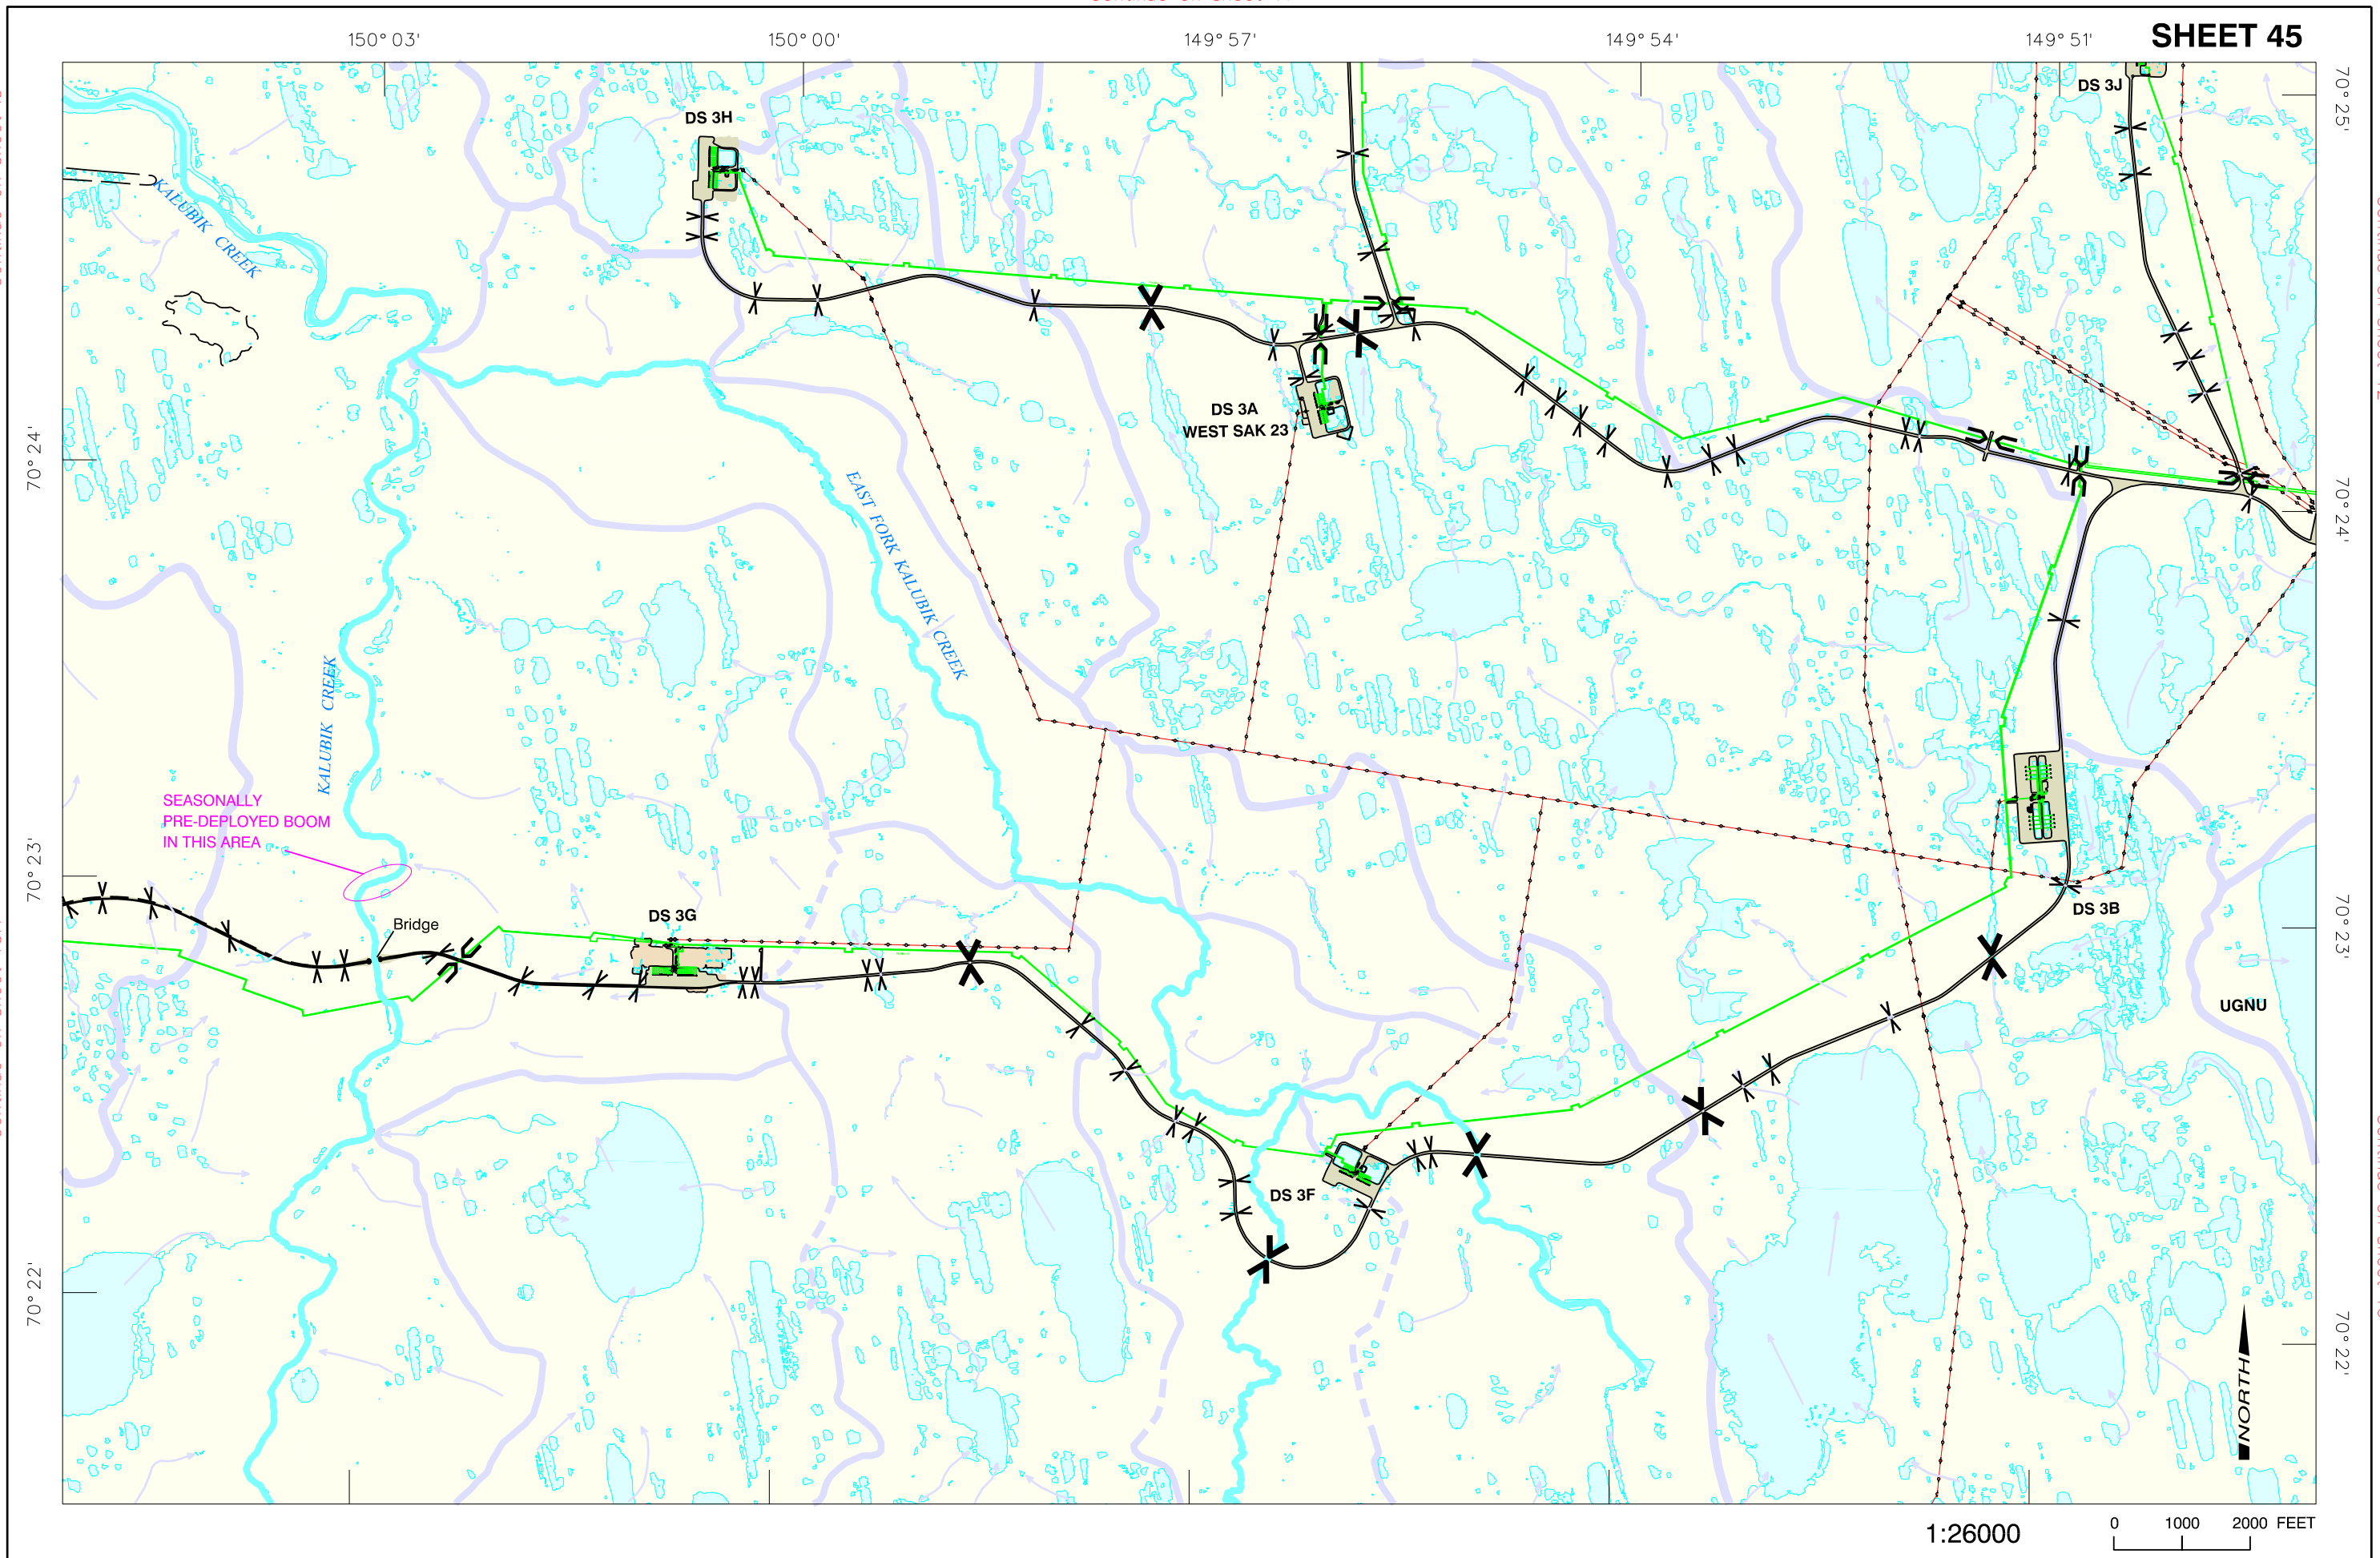 SHEET 45
150° 03'
150° 00'
149° 57'
149° 54'
149° 51'
70° 25'
DS 3J
DS 3H
KALUBIK CREEK
DS 3A
WEST SAK 23
70° 24'
70° 24'
EAST FORK KALUBIK CREEK
KALUBIK CREEK
SEASONALLY
PRE-DEPLOYED BOOM
IN THIS AREA
70° 23'
70° 23'
Bridge
DS 3G
DS 3B
UGNU
DS 3F
70° 22'
70° 22'
NORTH
1:26000
0 1000 2000 FEET